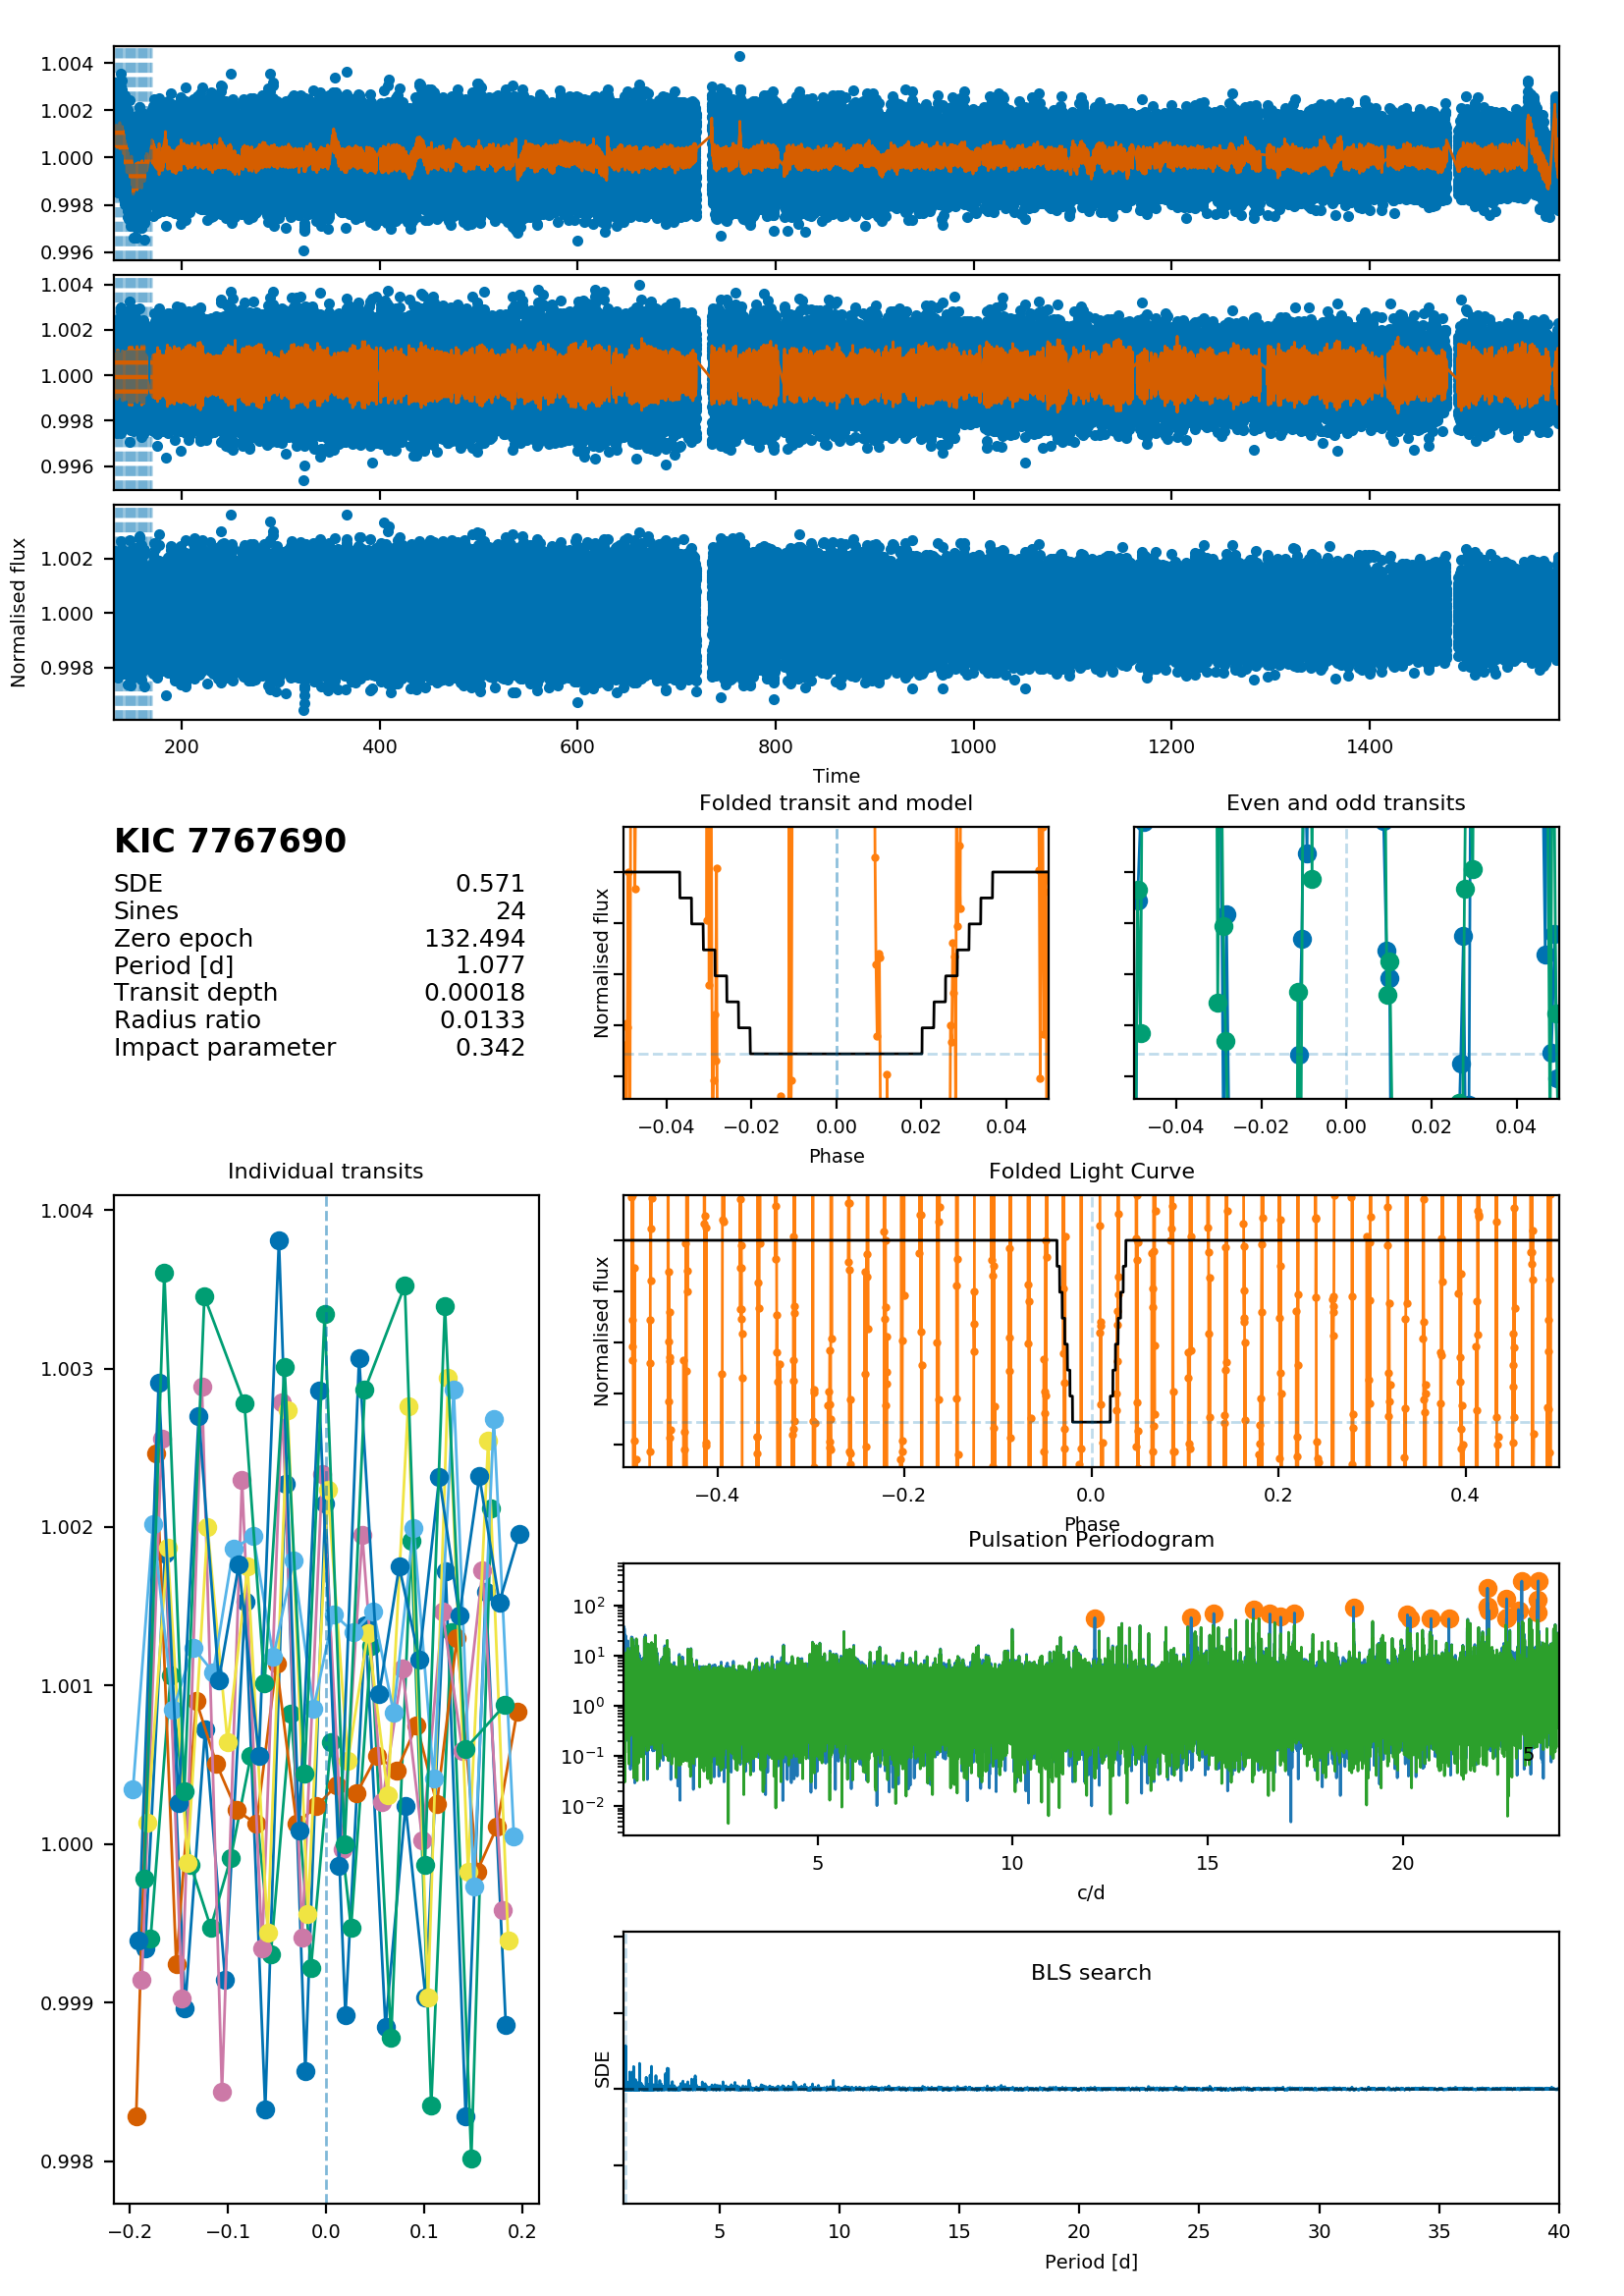 1.004
1.002
1.000
0.998
0.996
1.004
1.002
1.000
0.998
0.996
1.002
1.000
0.998
Normalised flux
200 400 600 800 1000 1200 1400
Time
KIC 7767690
SDE 0.571
Sines 24
Zero epoch 132.494
Period [d] 1.077
Transit depth 0.00018
Radius ratio 0.0133
Impact parameter 0.342
Folded transit and model
Normalised flux
−0.04 −0.02 0.00 0.02 0.04
Phase
Even and odd transits
−0.04 −0.02 0.00 0.02 0.04
Individual transits
1.004
1.003
1.002
1.001
1.000
0.999
0.998
−0.2 −0.1 0.0 0.1 0.2
Folded Light Curve
Normalised flux
−0.4 −0.2 0.0 0.2 0.4
Phase
Pulsation Periodogram
10²
10¹
10⁰
10⁻¹
10⁻²
5
5 10 15 20
c/d
BLS search
SDE
5 10 15 20 25 30 35 40
Period [d]